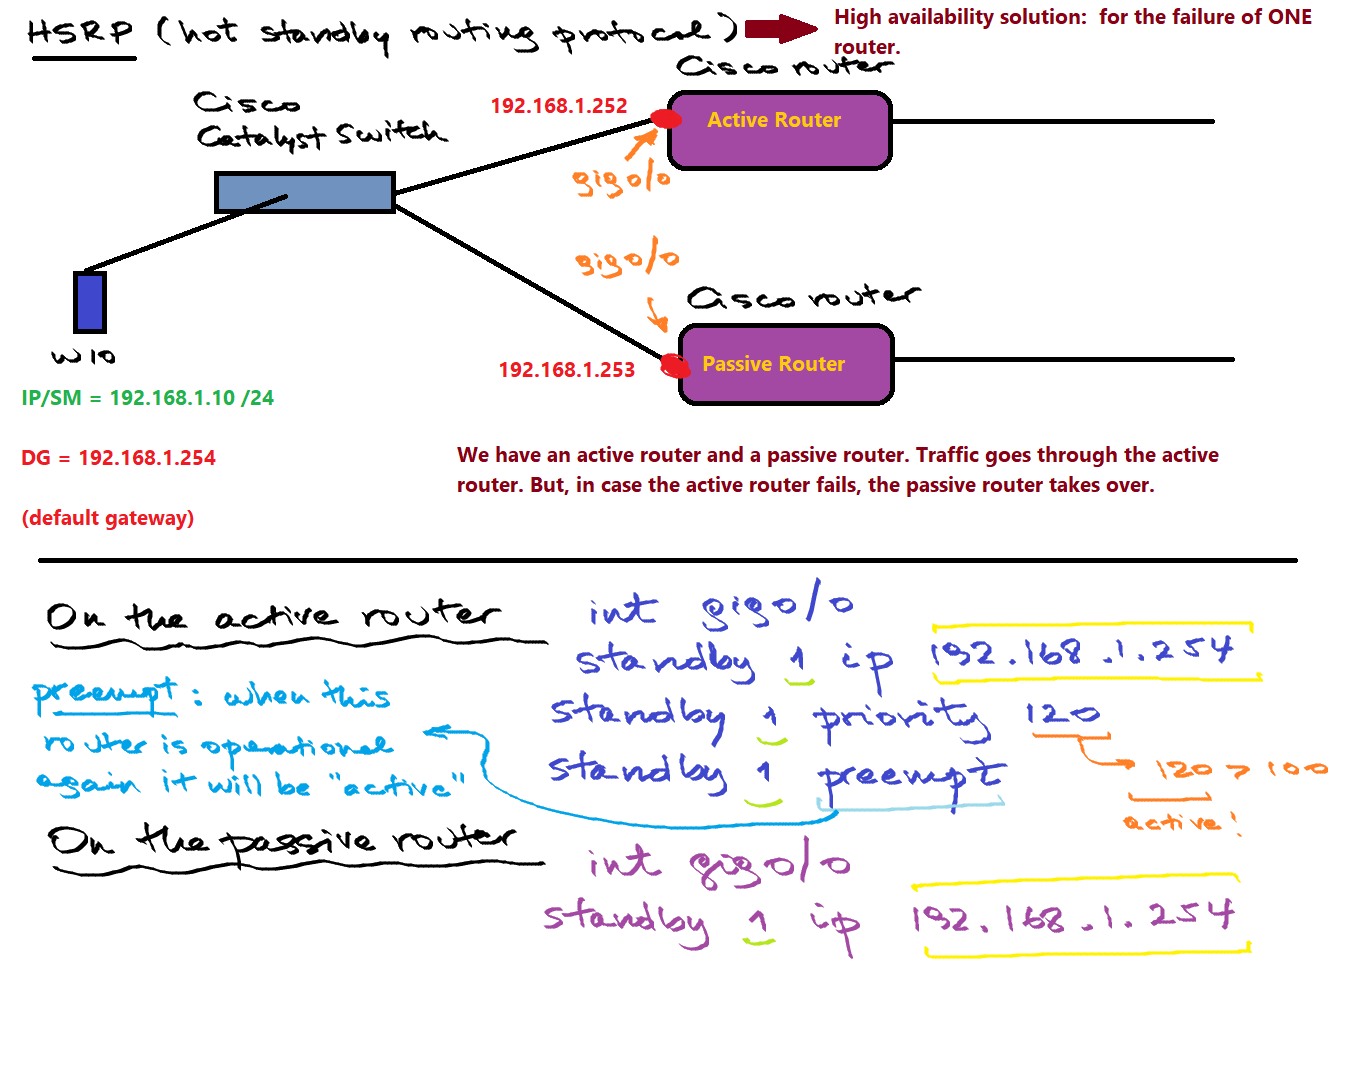 HSRP (hot standby routing protocol)
High availability solution:  for the failure of ONE
router.
Cisco router
Cisco
Catalyst Switch
192.168.1.252
Active Router
gig0/0
gig0/0
Cisco router
192.168.1.253
Passive Router
W10
IP/SM = 192.168.1.10 /24
DG = 192.168.1.254
(default gateway)
We have an active router and a passive router. Traffic goes through the active
router. But, in case the active router fails, the passive router takes over.
On the active router
int gig0/0
standby 1 ip 192.168.1.254
standby 1 priority 120
standby 1 preempt
120 > 100
active!
preempt: when this
router is operational
again it will be "active"
On the passive router
int gig0/0
standby 1 ip 192.168.1.254